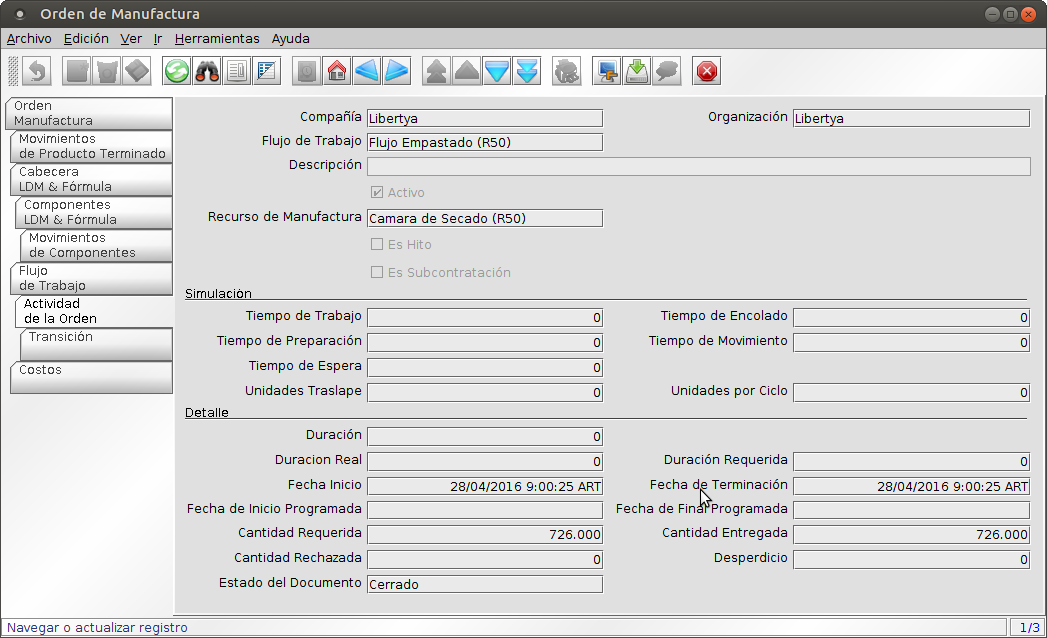 Orden de Manufactura
Archivo Edición Ver Ir Herramientas Ayuda
Orden
Manufactura
Movimientos
de Producto Terminado
Cabecera
LDM & Fórmula
Componentes
LDM & Fórmula
Movimientos
de Componentes
Flujo
de Trabajo
Actividad
de la Orden
Transición
Costos
Compañía Libertya Organización Libertya
Flujo de Trabajo Flujo Empastado (R50)
Descripción
Activo
Recurso de Manufactura Camara de Secado (R50)
Es Hito
Es Subcontratación
Simulación
Tiempo de Trabajo 0 Tiempo de Encolado 0
Tiempo de Preparación 0 Tiempo de Movimiento 0
Tiempo de Espera 0
Unidades Traslape 0 Unidades por Ciclo 0
Detalle
Duración 0
Duracion Real 0 Duración Requerida 0
Fecha Inicio 28/04/2016 9:00:25 ART Fecha de Terminación 28/04/2016 9:00:25 ART
Fecha de Inicio Programada Fecha de Final Programada
Cantidad Requerida 726.000 Cantidad Entregada 726.000
Cantidad Rechazada 0 Desperdicio 0
Estado del Documento Cerrado
Navegar o actualizar registro 1/3